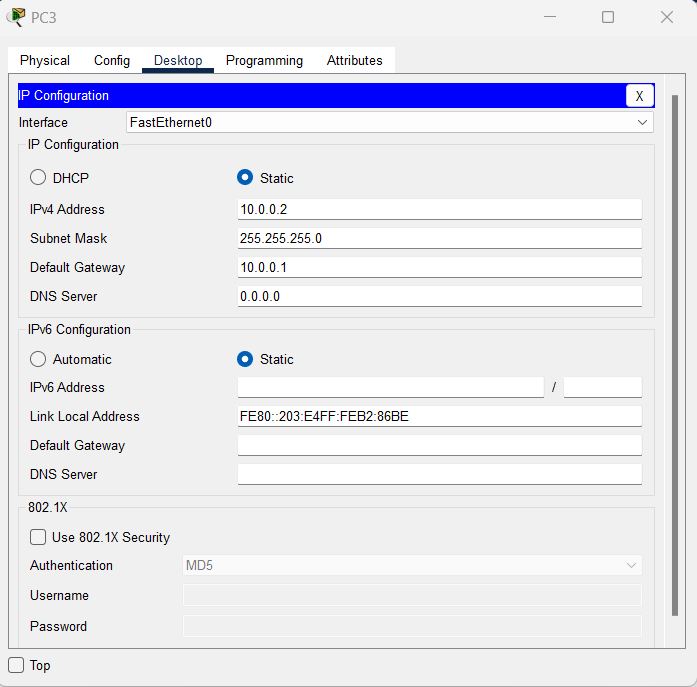 PC3
Physical Config Desktop Programming Attributes
IP Configuration X
Interface FastEthernet0
IP Configuration
DHCP Static
IPv4 Address 10.0.0.2
Subnet Mask 255.255.255.0
Default Gateway 10.0.0.1
DNS Server 0.0.0.0
IPv6 Configuration
Automatic Static
IPv6 Address /
Link Local Address FE80::203:E4FF:FEB2:86BE
Default Gateway
DNS Server
802.1X
Use 802.1X Security
Authentication MD5
Username
Password
Top